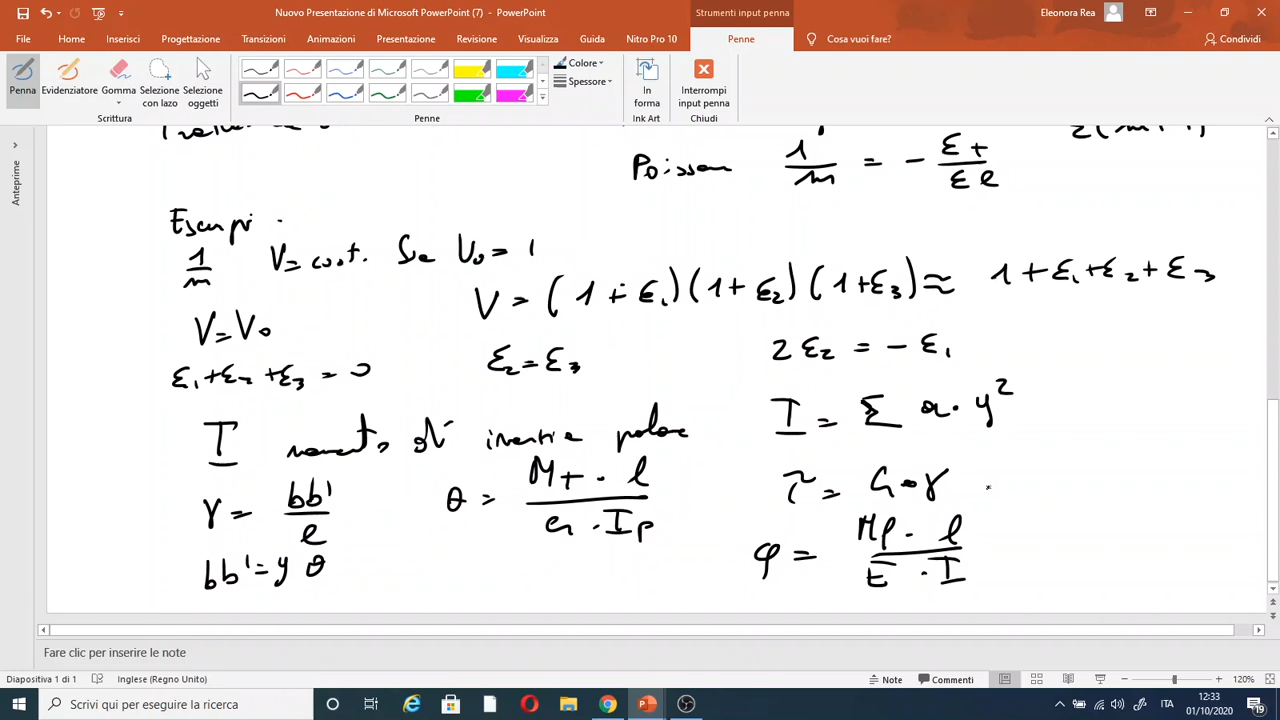 Nuovo Presentazione di Microsoft PowerPoint (7) - PowerPoint
Strumenti input penna
Eleonora Rea
File Home Inserisci Progettazione Transizioni Animazioni Presentazione Revisione Visualizza Guida Nitro Pro 10 Penne Cosa vuoi fare? Condividi
Penna Evidenziatore Gomma Selezione con lazo Selezione oggetti
Colore
Spessore
In forma
Interrompi input penna
Scrittura Penne Ink Art Chiudi
Anteprime
Poisson 1/m = - εt/εl
Esempi :
1/m V=cost. Se V₀ = 1
V = (1+ε₁)(1+ε₂)(1+ε₃) ≈ 1+ε₁+ε₂+ε₃
V=V₀
ε₂=ε₃ 2ε₂ = -ε₁
ε₁+ε₂+ε₃ = 0
I = Σ a · y²
I momento di inertia polare
γ = bb'/l θ = Mt · l / G · Ip τ = G · γ
bb' = y θ φ = Mf · l / E · I
Fare clic per inserire le note
Diapositiva 1 di 1 Inglese (Regno Unito) Note Commenti 120%
Scrivi qui per eseguire la ricerca
ITA
12:33
01/10/2020
19